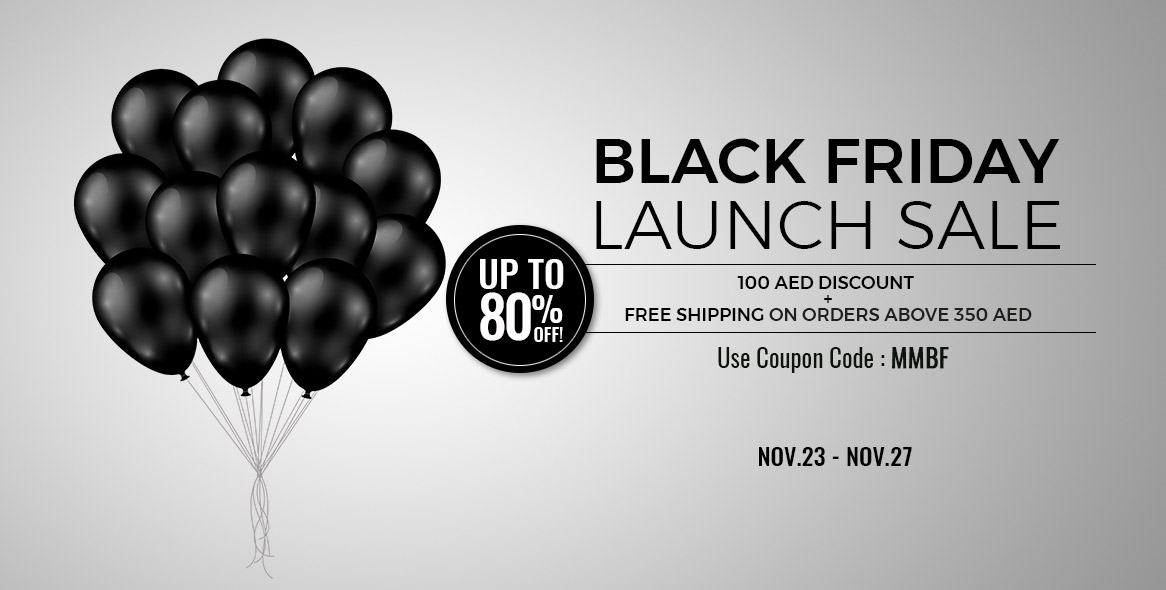 BLACK FRIDAY
LAUNCH SALE
UP TO
80%
OFF!
100 AED DISCOUNT
+
FREE SHIPPING ON ORDERS ABOVE 350 AED
Use Coupon Code : MMBF
NOV.23 - NOV.27